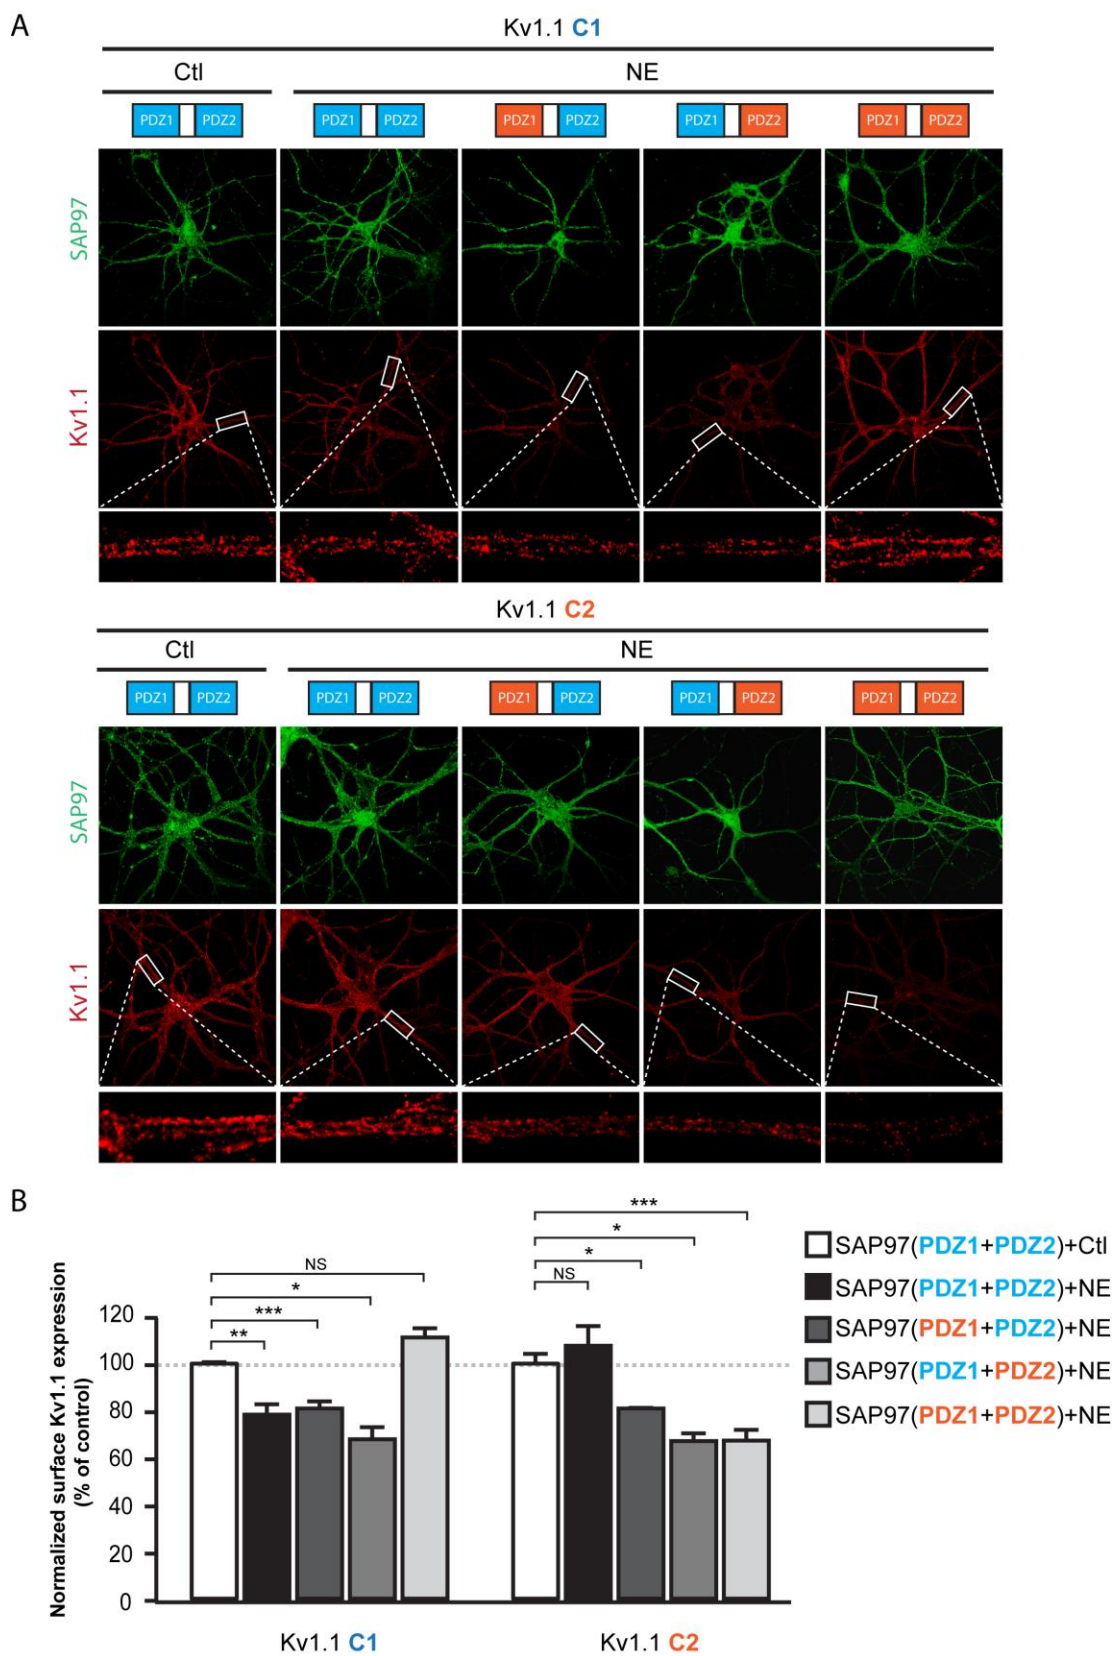 A
Kv1.1 C1
Ctl NE
PDZ1 PDZ2 PDZ1 PDZ2 PDZ1 PDZ2 PDZ1 PDZ2 PDZ1 PDZ2
SAP97
Kv1.1
Kv1.1 C2
Ctl NE
PDZ1 PDZ2 PDZ1 PDZ2 PDZ1 PDZ2 PDZ1 PDZ2 PDZ1 PDZ2
SAP97
Kv1.1
B
Normalized surface Kv1.1 expression
(% of control)
120
100
80
60
40
20
0
NS
*
***
**
***
*
*
NS
Kv1.1 C1
Kv1.1 C2
SAP97(PDZ1+PDZ2)+Ctl
SAP97(PDZ1+PDZ2)+NE
SAP97(PDZ1+PDZ2)+NE
SAP97(PDZ1+PDZ2)+NE
SAP97(PDZ1+PDZ2)+NE